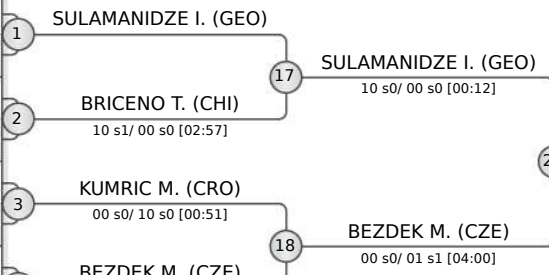 SULAMANIDZE I. (GEO)
1
17
SULAMANIDZE I. (GEO)
10 s0/ 00 s0 [00:12]
BRICENO T. (CHI)
2
10 s1/ 00 s0 [02:57]
KUMRIC M. (CRO)
3
00 s0/ 10 s0 [00:51]
18
BEZDEK M. (CZE)
00 s0/ 01 s1 [04:00]
BEZDEK M. (CZE)